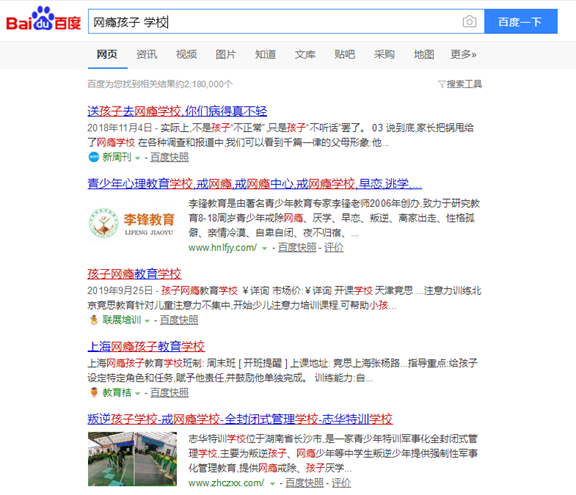 Bai du 百度
网瘾孩子 学校
百度一下
网页 资讯 视频 图片 知道 文库 贴吧 采购 地图 更多»
百度为您找到相关结果约2,180,000个
搜索工具
送孩子去网瘾学校,你们病得真不轻
2018年11月4日 - 实际上,不是孩子“不正常”,只是孩子“不听话”罢了。 03 说到底,家长把锅甩给
了网瘾学校 在各种调查和报道中,我们可以看到千篇一律的父母形象:他...
新周刊 - 百度快照
青少年心理教育学校,戒网瘾,戒网瘾中心,戒网瘾学校,早恋,逃学,...
李锋教育
LIFENG JIAOYU
李锋教育是由著名青少年教育专家李锋老师2006年创办,致力于研究教
育8-18周岁青少年戒除网瘾、厌学、早恋、叛逆、离家出走、性格孤
僻、亲情冷漠、自卑自闭、夜不归宿、...
www.hnlfjy.com/ - 百度快照 - 评价
孩子网瘾教育学校
2019年9月25日 - 孩子网瘾教育学校 ￥详询 市场价:￥详询 开课学校 天津竞思 ....注意力训练北
京竞思教育针对儿童注意力不集中,开始少儿注意力培训课程,可帮助小孩...
联展培训 - 百度快照
上海网瘾孩子教育学校
上海网瘾孩子教育学校班制: 周末班 [ 开班提醒 ] 上课地址: 竞思上海张杨路...指导重点:给孩子
设定特定角色和任务,赋予他责任,并鼓励他单独完成。 训练能力:自...
教育桔 - 百度快照
叛逆孩子学校-戒网瘾学校-全封闭式管理学校-志华特训学校
志华特训学校位于湖南省长沙市,是一家青少年特训军事化全封闭式管
理学校,主要为叛逆孩子、网瘾少年等中学生叛逆少年提供强制性军事
化管理教育,提供网瘾戒除、孩子厌学...
www.zhczxx.com/ - 百度快照 - 评价